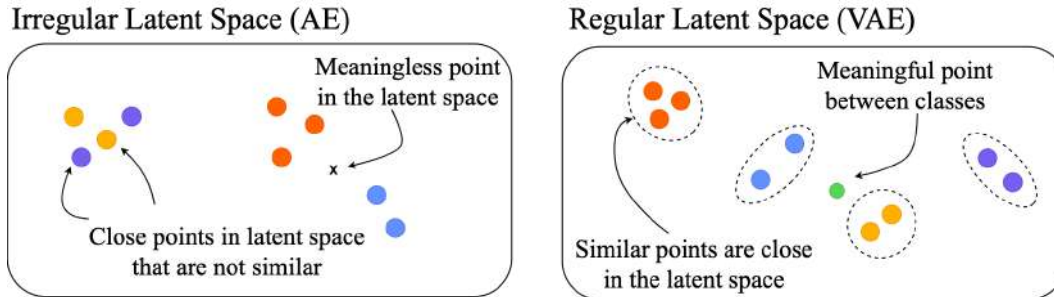 Irregular Latent Space (AE)
Meaningless point
in the latent space
x
Close points in latent space
that are not similar
Regular Latent Space (VAE)
Meaningful point
between classes
Similar points are close
in the latent space